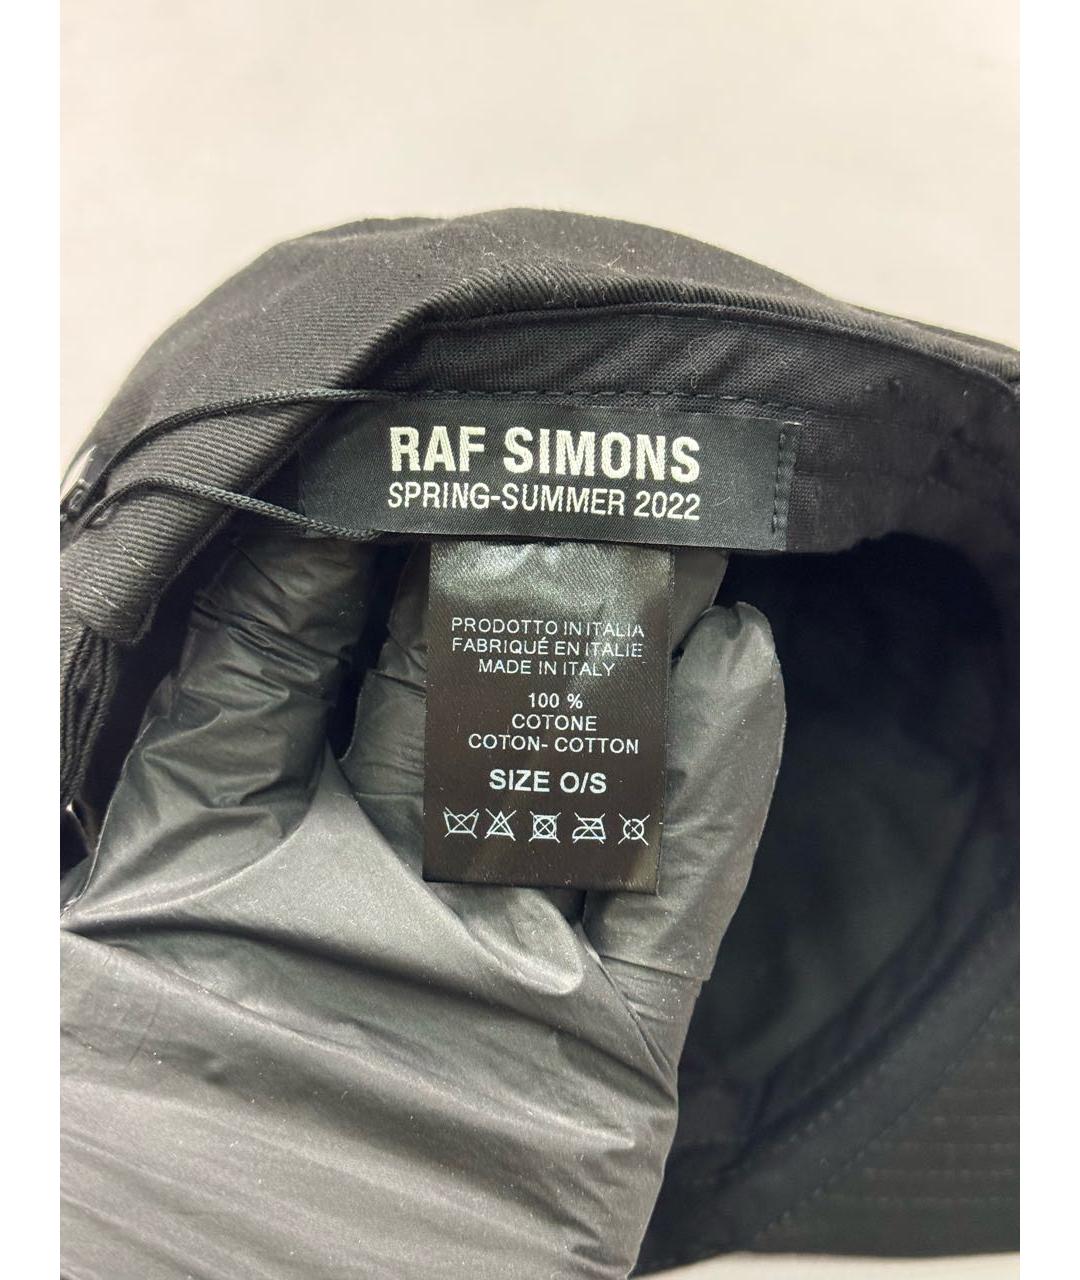 RAF SIMONS
SPRING-SUMMER 2022
PRODOTTO IN ITALIA
FABRIQUÉ EN ITALIE
MADE IN ITALY
100 %
COTONE
COTON- COTTON
SIZE O/S